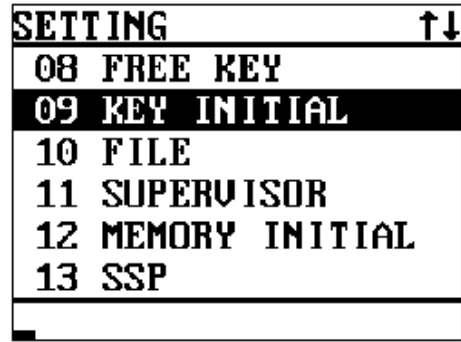 SETTING ↑↓
08 FREE KEY
09 KEY INITIAL
10 FILE
11 SUPERVISOR
12 MEMORY INITIAL
13 SSP